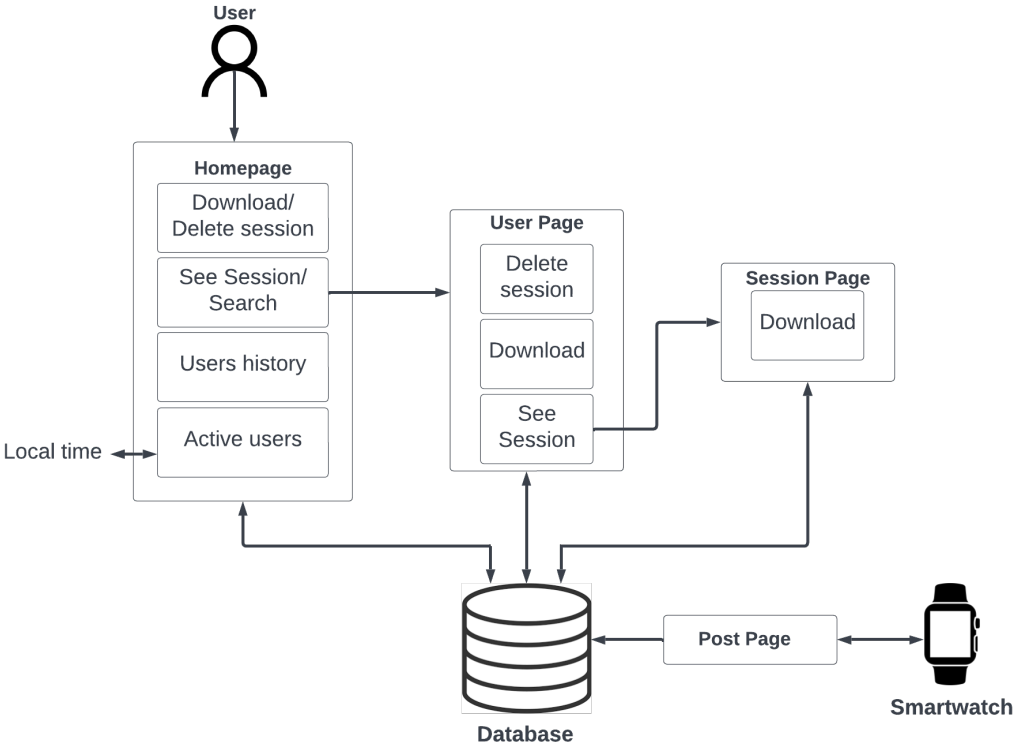 User
Homepage
Download/
Delete session
See Session/
Search
Users history
Active users
Local time
User Page
Delete
session
Download
See
Session
Session Page
Download
Database
Post Page
Smartwatch